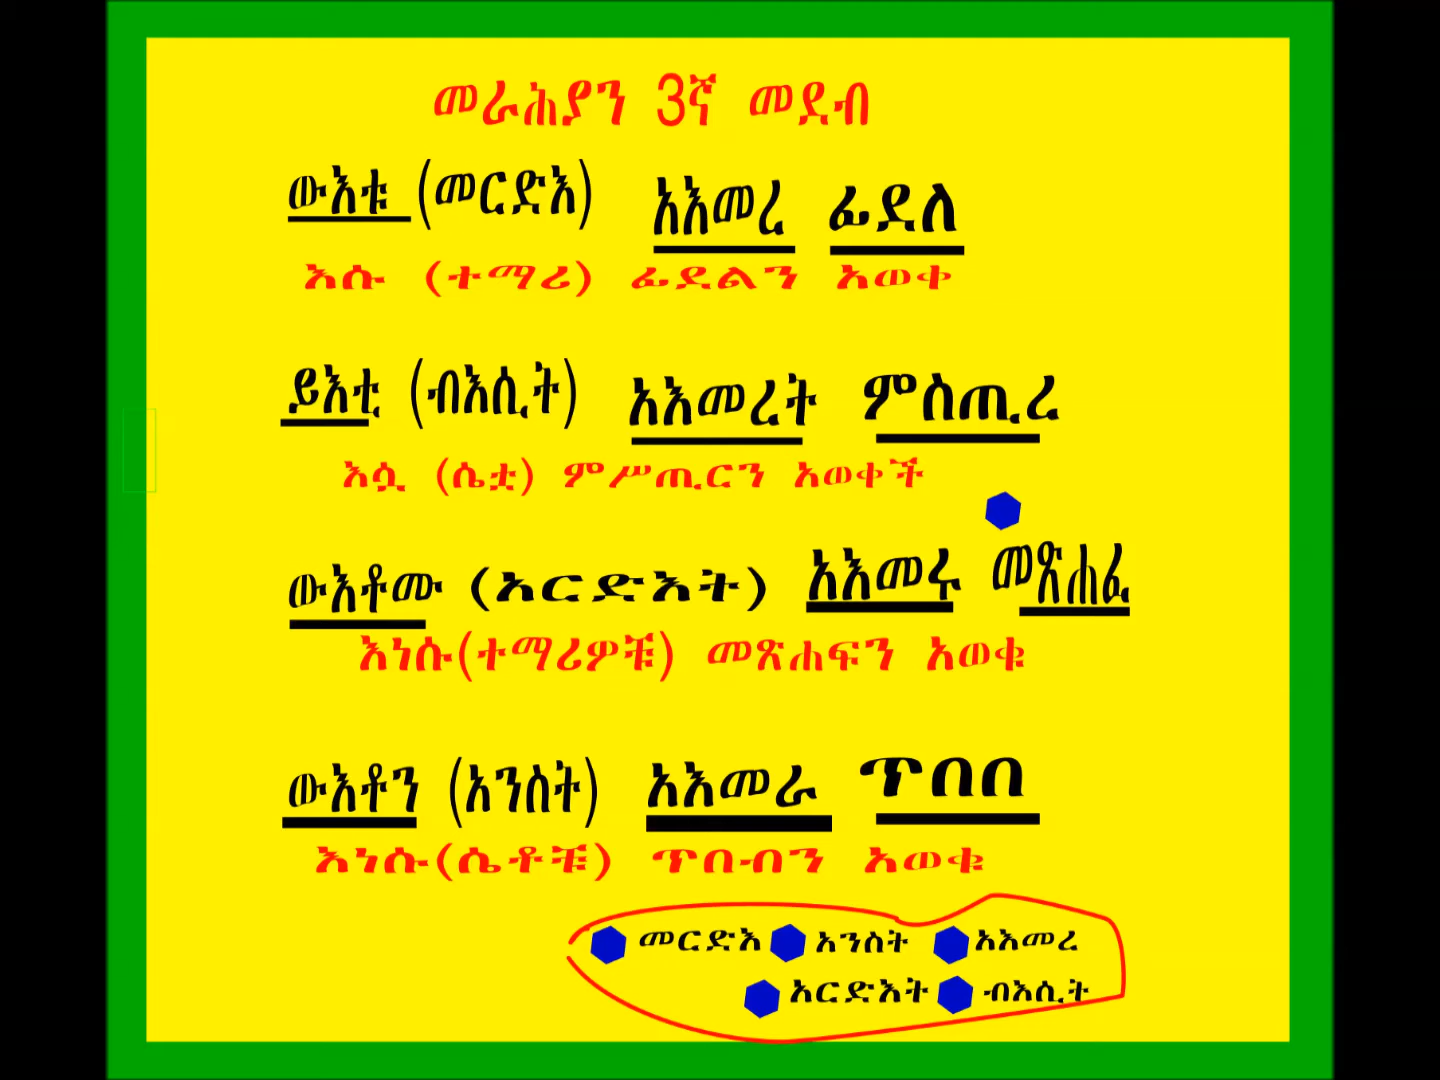 መራሕያን 3ኛ መደብ
ውእቱ (መርድእ) አእመረ ፊደለ
እሱ (ተማሪ) ፊደልን አወቀ
ይእቲ (ብእሲት) አእመረት ምስጢረ
እሷ (ሴቷ) ምሥጢርን አወቀች
ውእቶሙ (አርድእት) አእመሩ መጽሐፈ
እነሱ(ተማሪዎቹ) መጽሐፍን አወቁ
ውእቶን (አንስት) አእመራ ጥበበ
እነሱ(ሴቶቹ) ጥበብን አወቁ
መርድእ አንስት አእመረ
አርድእት ብእሲት